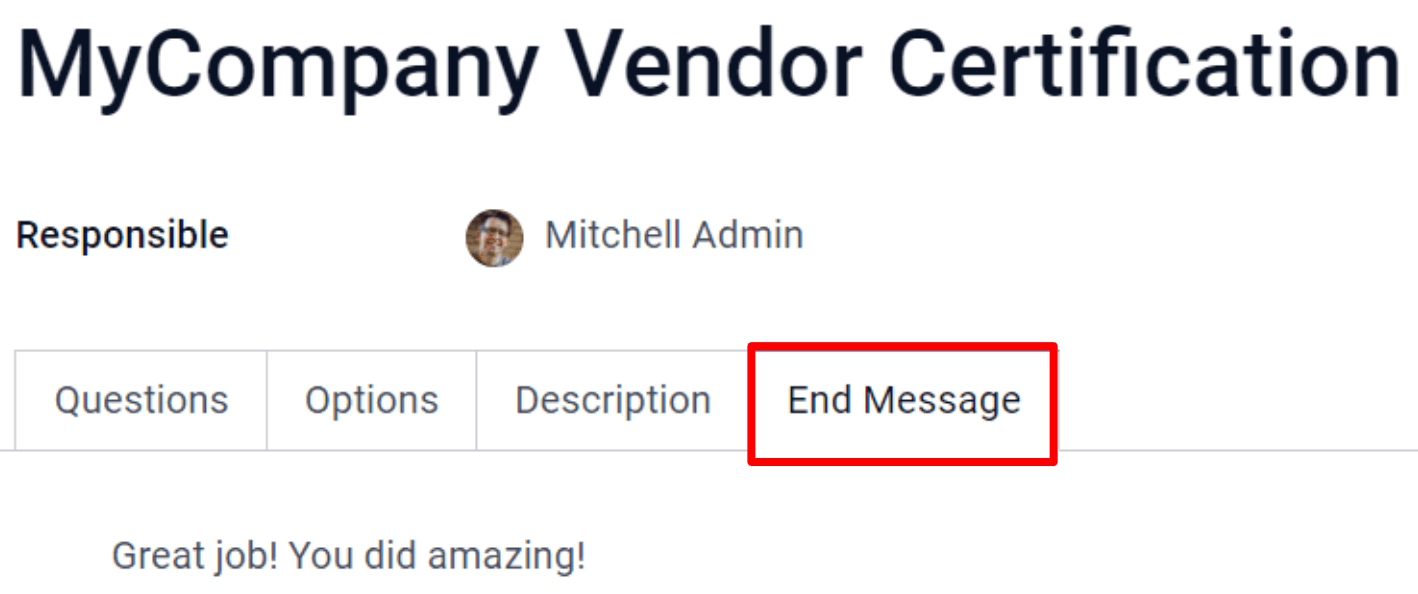 MyCompany Vendor Certification
Responsible Mitchell Admin
Questions Options Description End Message
Great job! You did amazing!